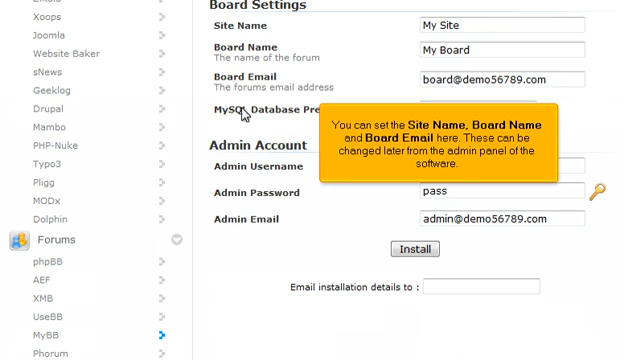 Xoops
Joomla
Website Baker
sNews
Geeklog
Drupal
Mambo
PHP-Nuke
Typo3
Pligg
MODx
Dolphin
Forums
phpBB
AEF
XMB
UseBB
MyBB
Phorum
Board Settings
Site Name
My Site
Board Name
The name of the forum
My Board
Board Email
The forums email address
board@demo56789.com
MySQL Database Pre
You can set the Site Name, Board Name
and Board Email here. These can be
changed later from the admin panel of the
software.
Admin Account
Admin Username
Admin Password
pass
Admin Email
admin@demo56789.com
Install
Email installation details to :